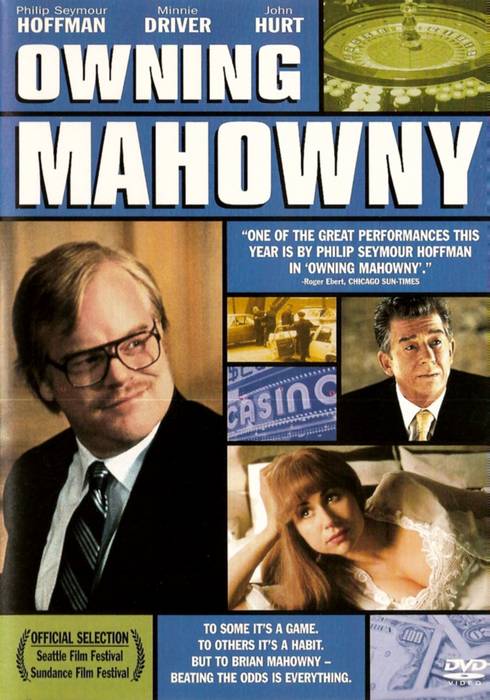 Philip Seymour Minnie John
HOFFMAN DRIVER HURT
OWNING
MAHOWNY
"ONE OF THE GREAT PERFORMANCES THIS
YEAR IS BY PHILIP SEYMOUR HOFFMAN
IN 'OWNING MAHOWNY'."
-Roger Ebert, CHICAGO SUN-TIMES
CASINO
OFFICIAL SELECTION
Seattle Film Festival
Sundance Film Festival
TO SOME IT'S A GAME.
TO OTHERS IT'S A HABIT.
BUT TO BRIAN MAHOWNY –
BEATING THE ODDS IS EVERYTHING.
DVD
VIDEO